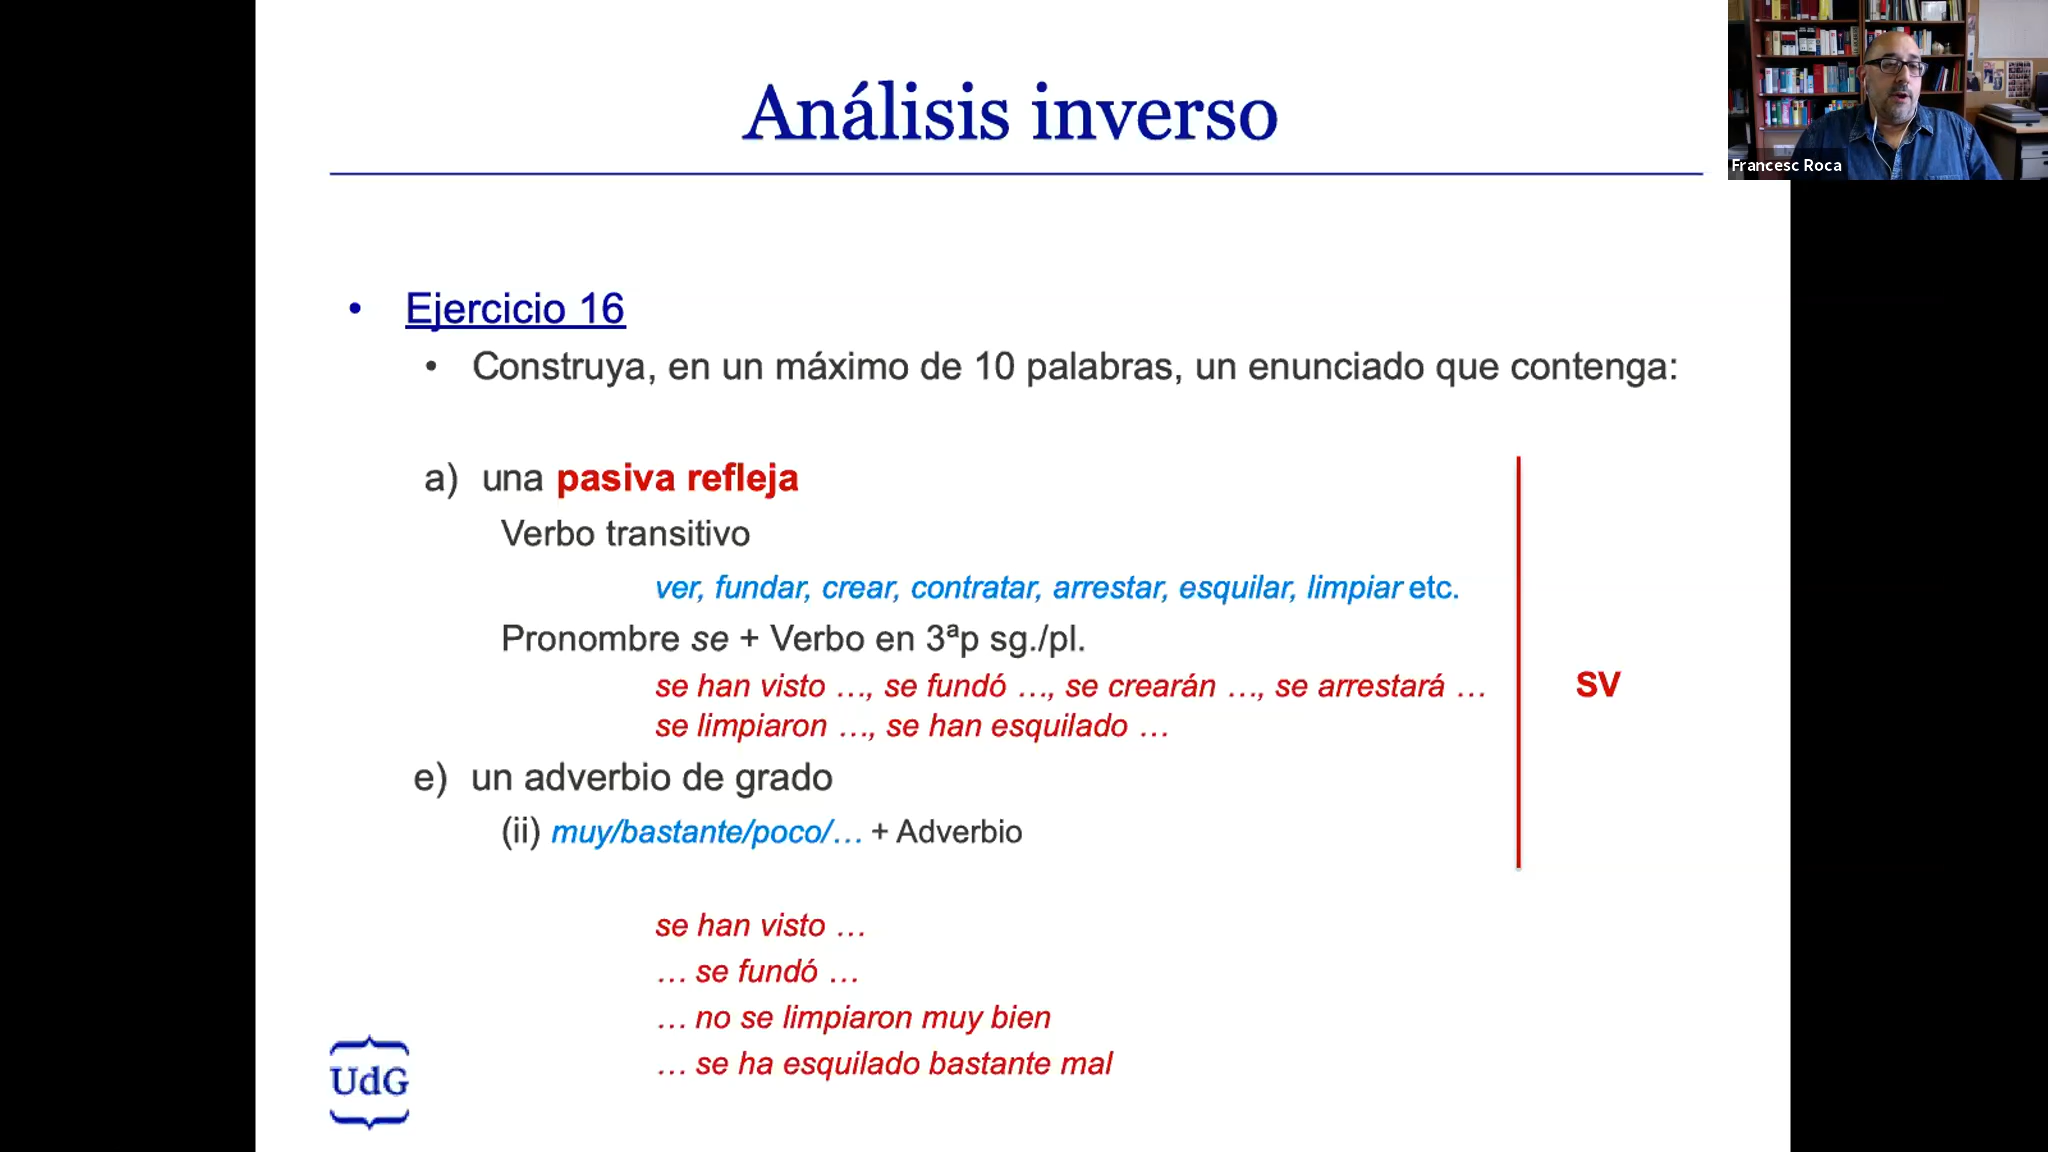 Análisis inverso
Francesc Roca
• Ejercicio 16
• Construya, en un máximo de 10 palabras, un enunciado que contenga:
a) una pasiva refleja
Verbo transitivo
ver, fundar, crear, contratar, arrestar, esquilar, limpiar etc.
Pronombre se + Verbo en 3ªp sg./pl.
se han visto …, se fundó …, se crearán …, se arrestará …
SV
se limpiaron …, se han esquilado …
e) un adverbio de grado
(ii) muy/bastante/poco/… + Adverbio
se han visto …
… se fundó …
… no se limpiaron muy bien
… se ha esquilado bastante mal
UdG